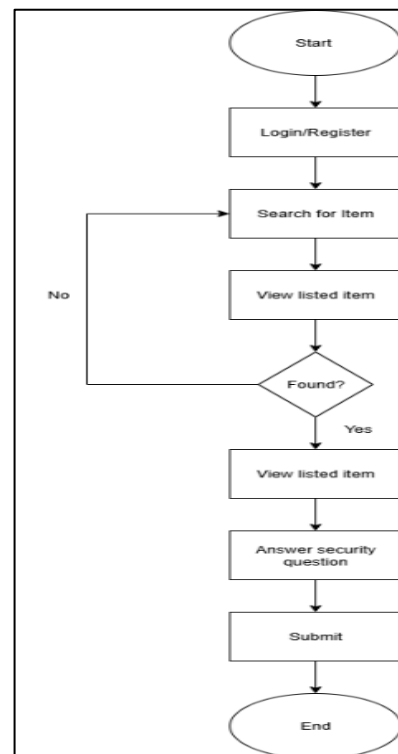 Start
Login/Register
Search for Item
No
View listed item
Found?
Yes
View listed item
Answer security
question
Submit
End